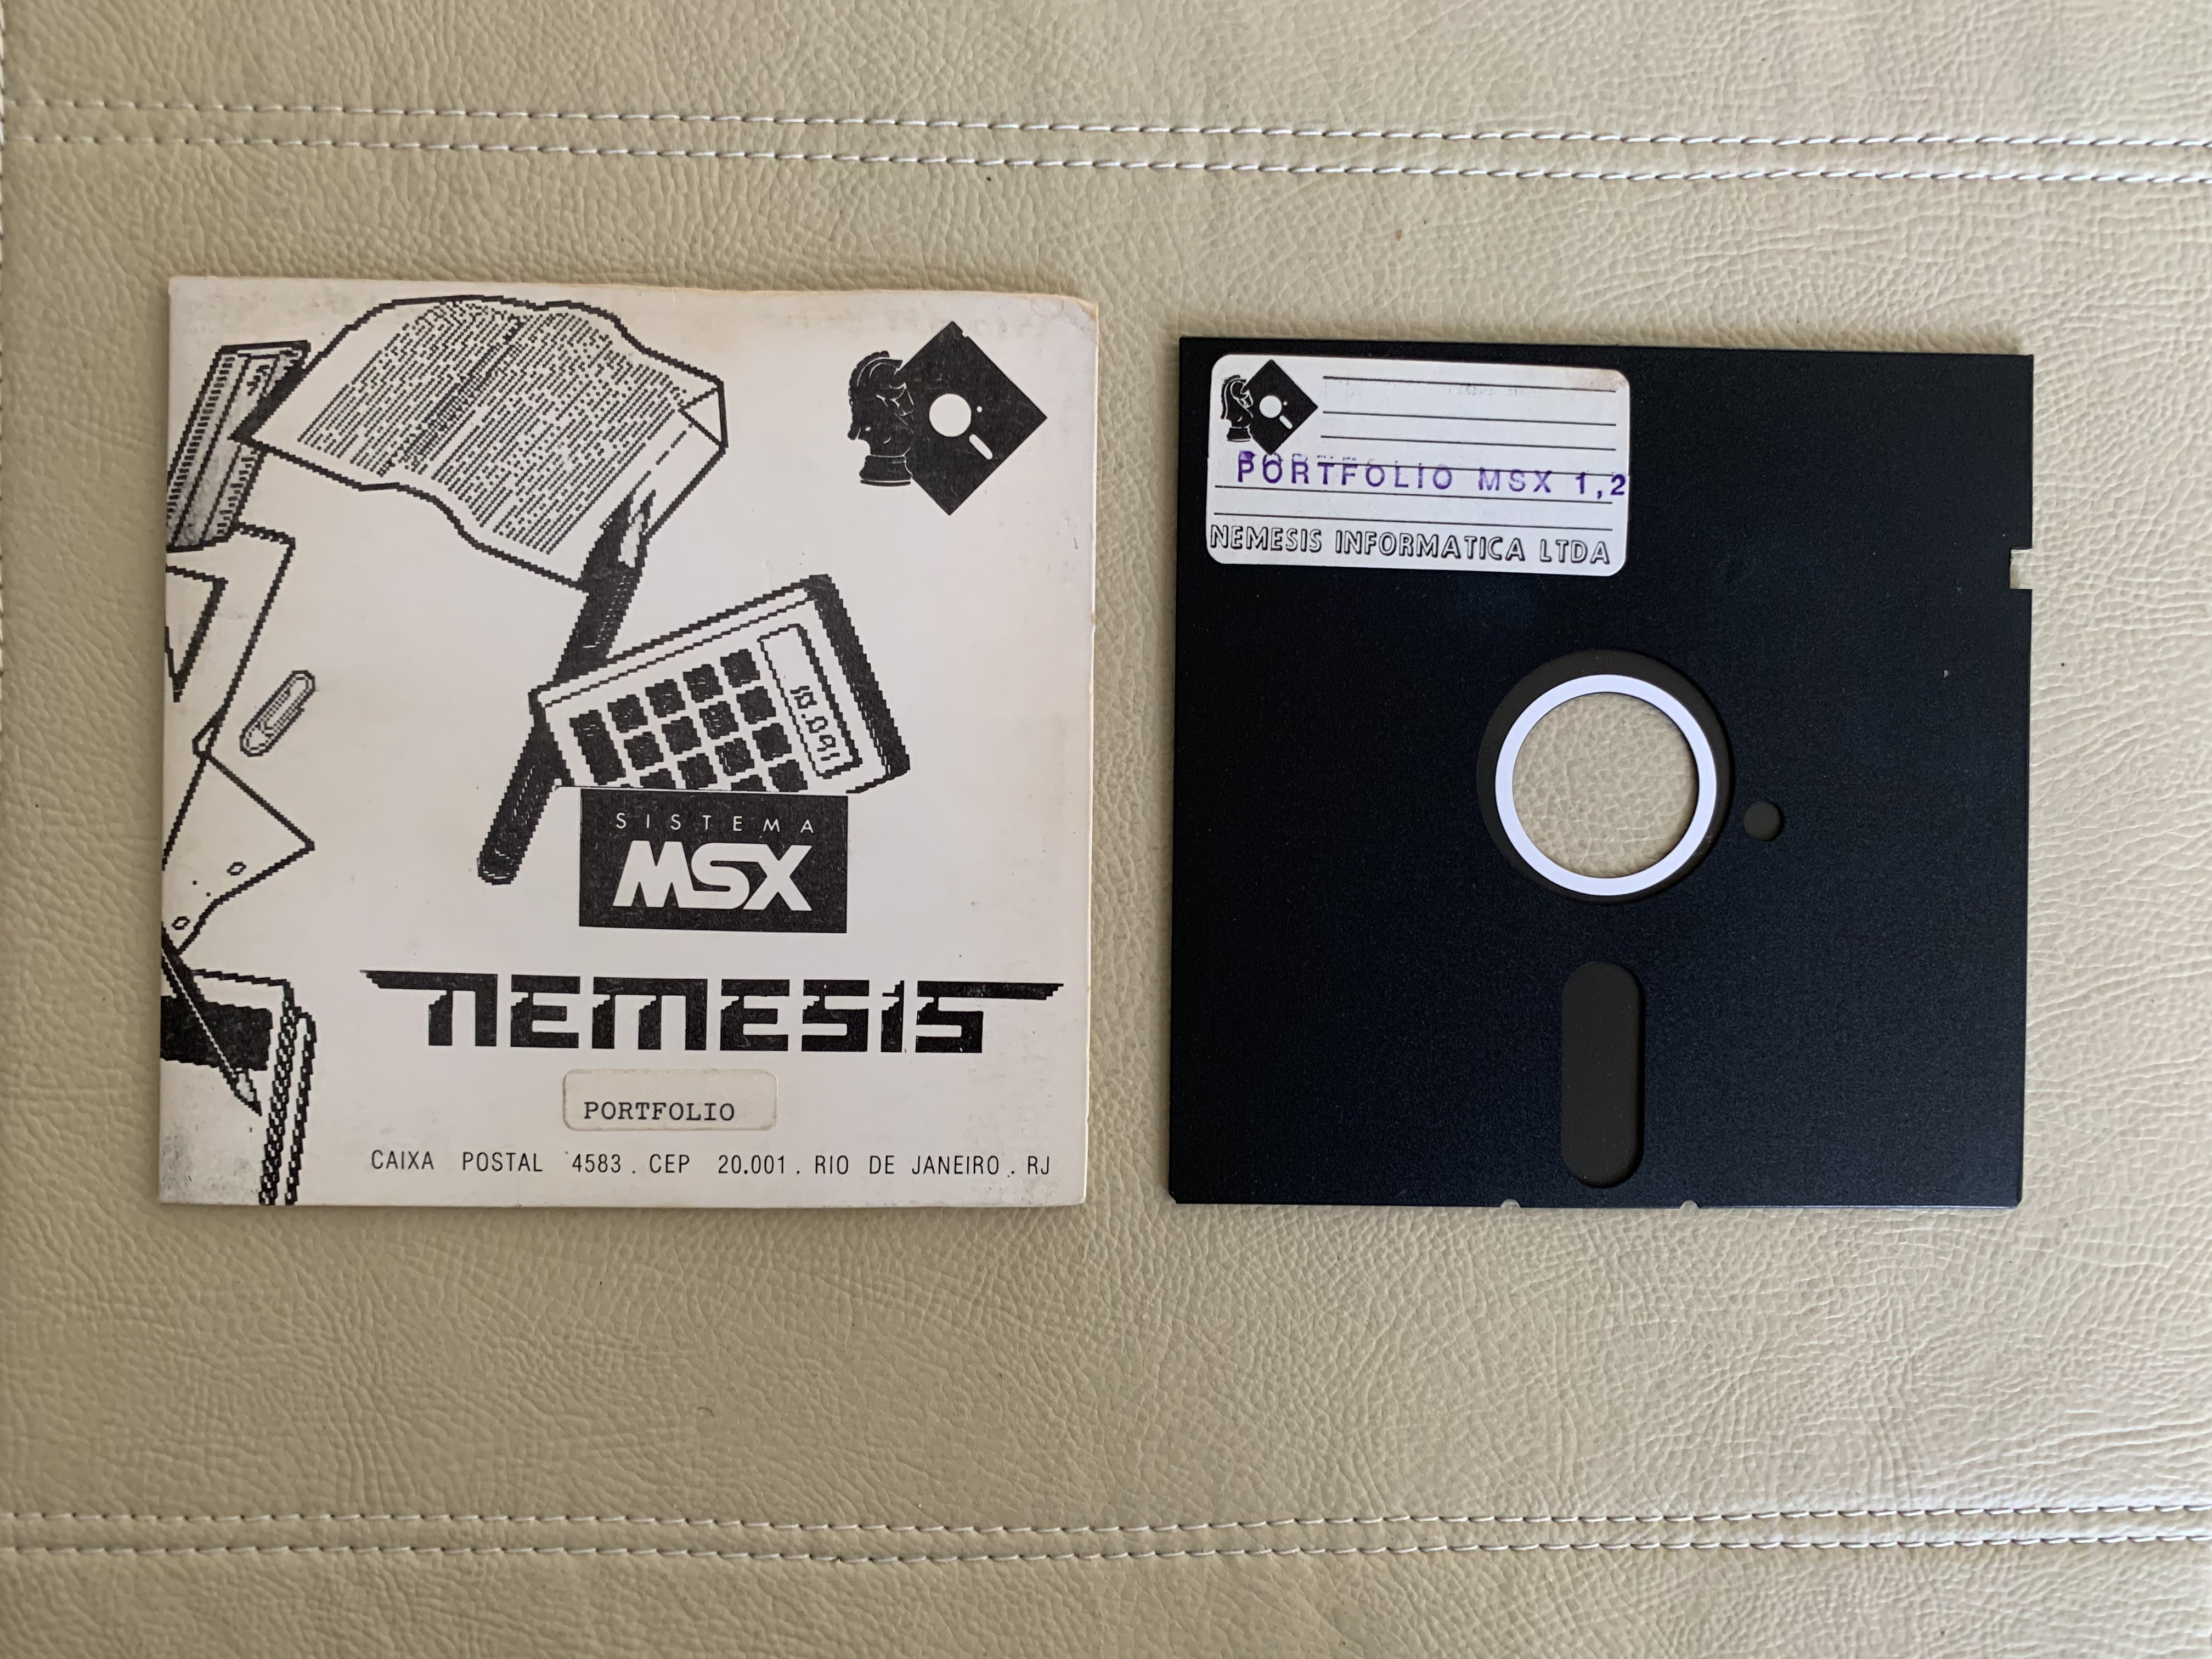 SISTEMA
MSX
NEMESIS
PORTFOLIO
CAIXA POSTAL 4583 . CEP 20.001 . RIO DE JANEIRO . RJ
PORTFOLIO MSX 1,2
NEMESIS INFORMATICA LTDA